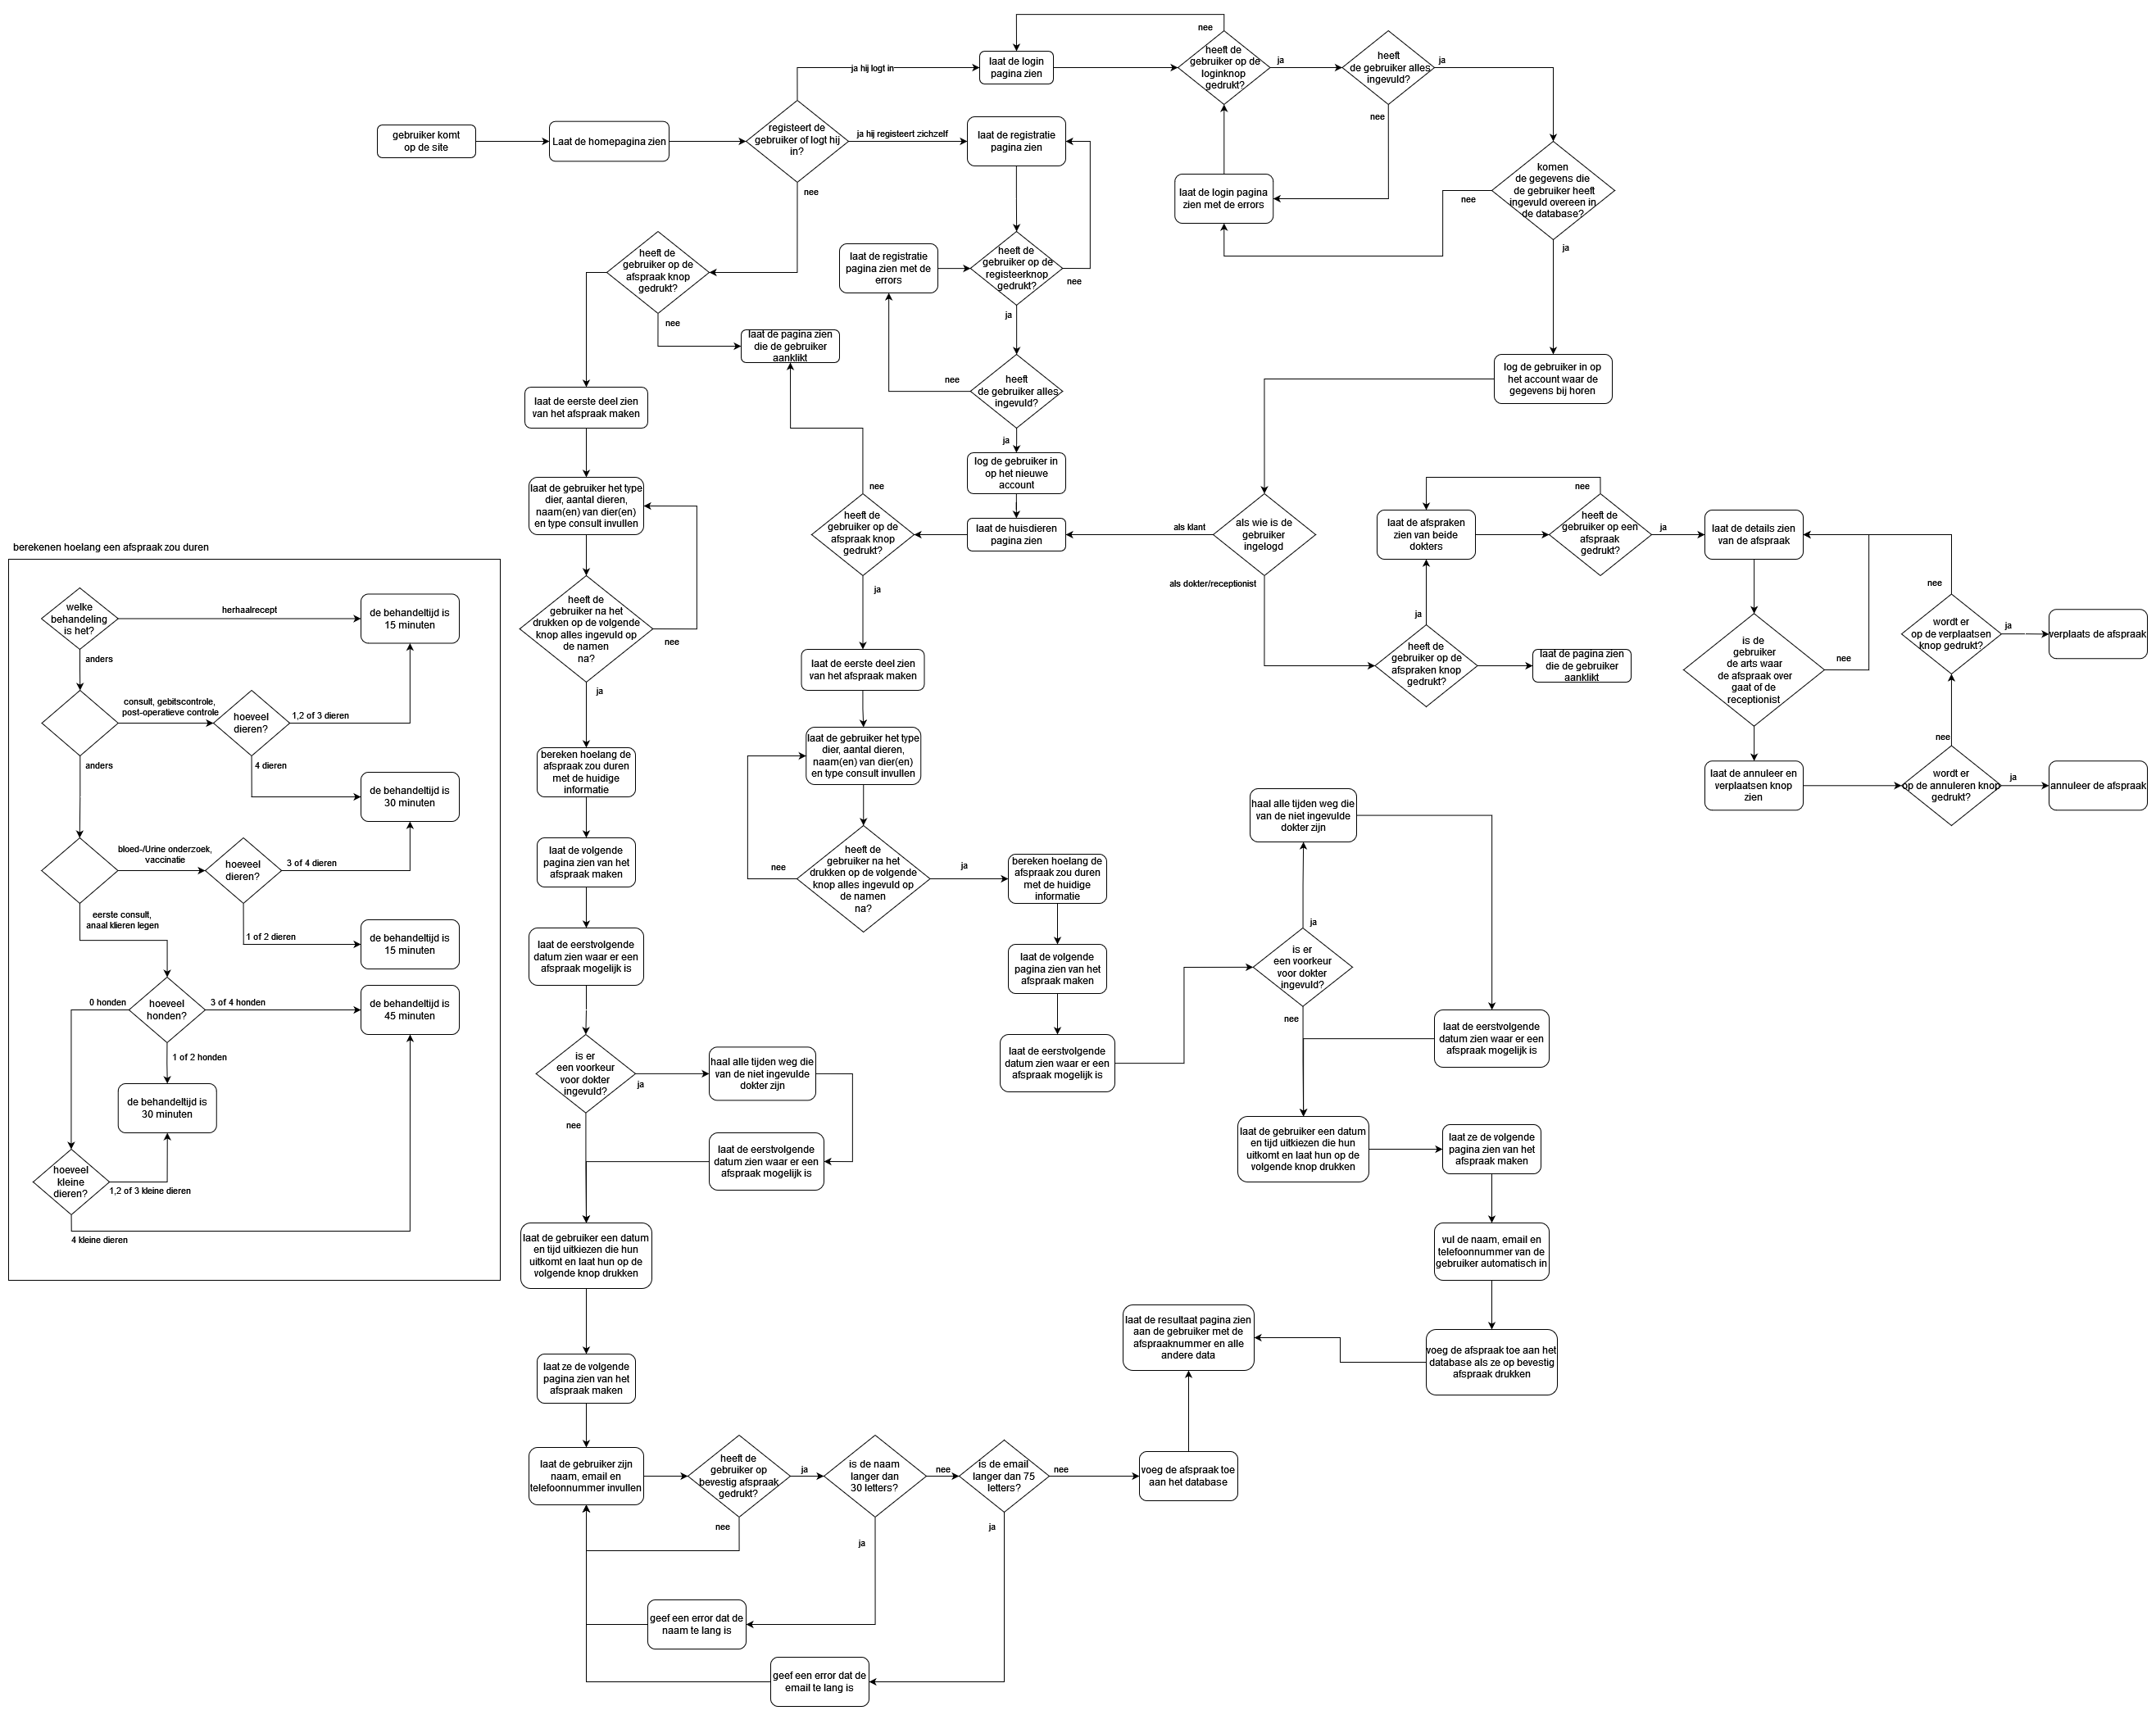 nee
laat de login
pagina zien
heeft de
gebruiker op de
loginknop
gedrukt?
ja
heeft
de gebruiker alles
ingevuld?
ja
ja hij logt in
nee
gebruiker komt
op de site
Laat de homepagina zien
registeert de
gebruiker of logt hij
in?
ja hij registeert zichzelf
laat de registratie
pagina zien
nee
laat de login pagina
zien met de errors
komen
de gegevens die
de gebruiker heeft
ingevuld overeen in
de database?
nee
ja
heeft de
gebruiker op de
afspraak knop
gedrukt?
nee
laat de registratie
pagina zien met de
errors
heeft de
gebruiker op de
registeerknop
gedrukt?
nee
ja
laat de pagina zien
die de gebruiker
aanklikt
heeft
de gebruiker alles
ingevuld?
nee
ja
log de gebruiker in op
het account waar de
gegevens bij horen
laat de eerste deel zien
van het afspraak maken
log de gebruiker in
op het nieuwe
account
laat de gebruiker het type
dier, aantal dieren,
naam(en) van dier(en)
en type consult invullen
nee
heeft de
gebruiker op de
afspraak knop
gedrukt?
ja
laat de huisdieren
pagina zien
als klant
als wie is de
gebruiker
ingelogd
als dokter/receptionist
laat de afspraken
zien van beide
dokters
nee
heeft de
gebruiker op een
afspraak
gedrukt?
ja
laat de details zien
van de afspraak
ja
heeft de
gebruiker op de
afspraken knop
gedrukt?
laat de pagina zien
die de gebruiker
aanklikt
is de
gebruiker
de arts waar
de afspraak over
gaat of de
receptionist
nee
nee
wordt er
op de verplaatsen
knop gedrukt?
ja
verplaats de afspraak
laat de annuleer en
verplaatsen knop
zien
nee
wordt er
op de annuleren knop
gedrukt?
ja
annuleer de afspraak
berekenen hoelang een afspraak zou duren
welke
behandeling
is het?
herhaalrecept
de behandeltijd is
15 minuten
anders
consult, gebitscontrole,
post-operatieve controle
hoeveel
dieren?
1,2 of 3 dieren
4 dieren
anders
de behandeltijd is
30 minuten
bloed-/Urine onderzoek,
vaccinatie
hoeveel
dieren?
3 of 4 dieren
1 of 2 dieren
de behandeltijd is
15 minuten
eerste consult,
anaal klieren legen
0 honden
hoeveel
honden?
3 of 4 honden
de behandeltijd is
45 minuten
1 of 2 honden
de behandeltijd is
30 minuten
hoeveel
kleine
dieren?
1,2 of 3 kleine dieren
4 kleine dieren
heeft de
gebruiker na het
drukken op de volgende
knop alles ingevuld op
de namen
na?
nee
ja
bereken hoelang de
afspraak zou duren
met de huidige
informatie
laat de volgende
pagina zien van het
afspraak maken
laat de eerstvolgende
datum zien waar er een
afspraak mogelijk is
is er
een voorkeur
voor dokter
ingevuld?
ja
nee
haal alle tijden weg die
van de niet ingevulde
dokter zijn
laat de eerstvolgende
datum zien waar er een
afspraak mogelijk is
laat de gebruiker een datum
en tijd uitkiezen die hun
uitkomt en laat hun op de
volgende knop drukken
laat ze de volgende
pagina zien van het
afspraak maken
laat de gebruiker zijn
naam, email en
telefoonnummer invullen
heeft de
gebruiker op
bevestig afspraak
gedrukt?
ja
nee
is de naam
langer dan
30 letters?
nee
ja
is de email
langer dan 75
letters?
nee
ja
voeg de afspraak toe
aan het database
geef een error dat de
naam te lang is
geef een error dat de
email te lang is
laat de eerste deel zien
van het afspraak maken
laat de gebruiker het type
dier, aantal dieren,
naam(en) van dier(en)
en type consult invullen
heeft de
gebruiker na het
drukken op de volgende
knop alles ingevuld op
de namen
na?
nee
ja
bereken hoelang de
afspraak zou duren
met de huidige
informatie
laat de volgende
pagina zien van het
afspraak maken
laat de eerstvolgende
datum zien waar er een
afspraak mogelijk is
haal alle tijden weg die
van de niet ingevulde
dokter zijn
ja
is er
een voorkeur
voor dokter
ingevuld?
nee
laat de eerstvolgende
datum zien waar er een
afspraak mogelijk is
laat de gebruiker een datum
en tijd uitkiezen die hun
uitkomt en laat hun op de
volgende knop drukken
laat ze de volgende
pagina zien van het
afspraak maken
vul de naam, email en
telefoonnummer van de
gebruiker automatisch in
voeg de afspraak toe aan het
database als ze op bevestig
afspraak drukken
laat de resultaat pagina zien
aan de gebruiker met de
afspraaknummer en alle
andere data